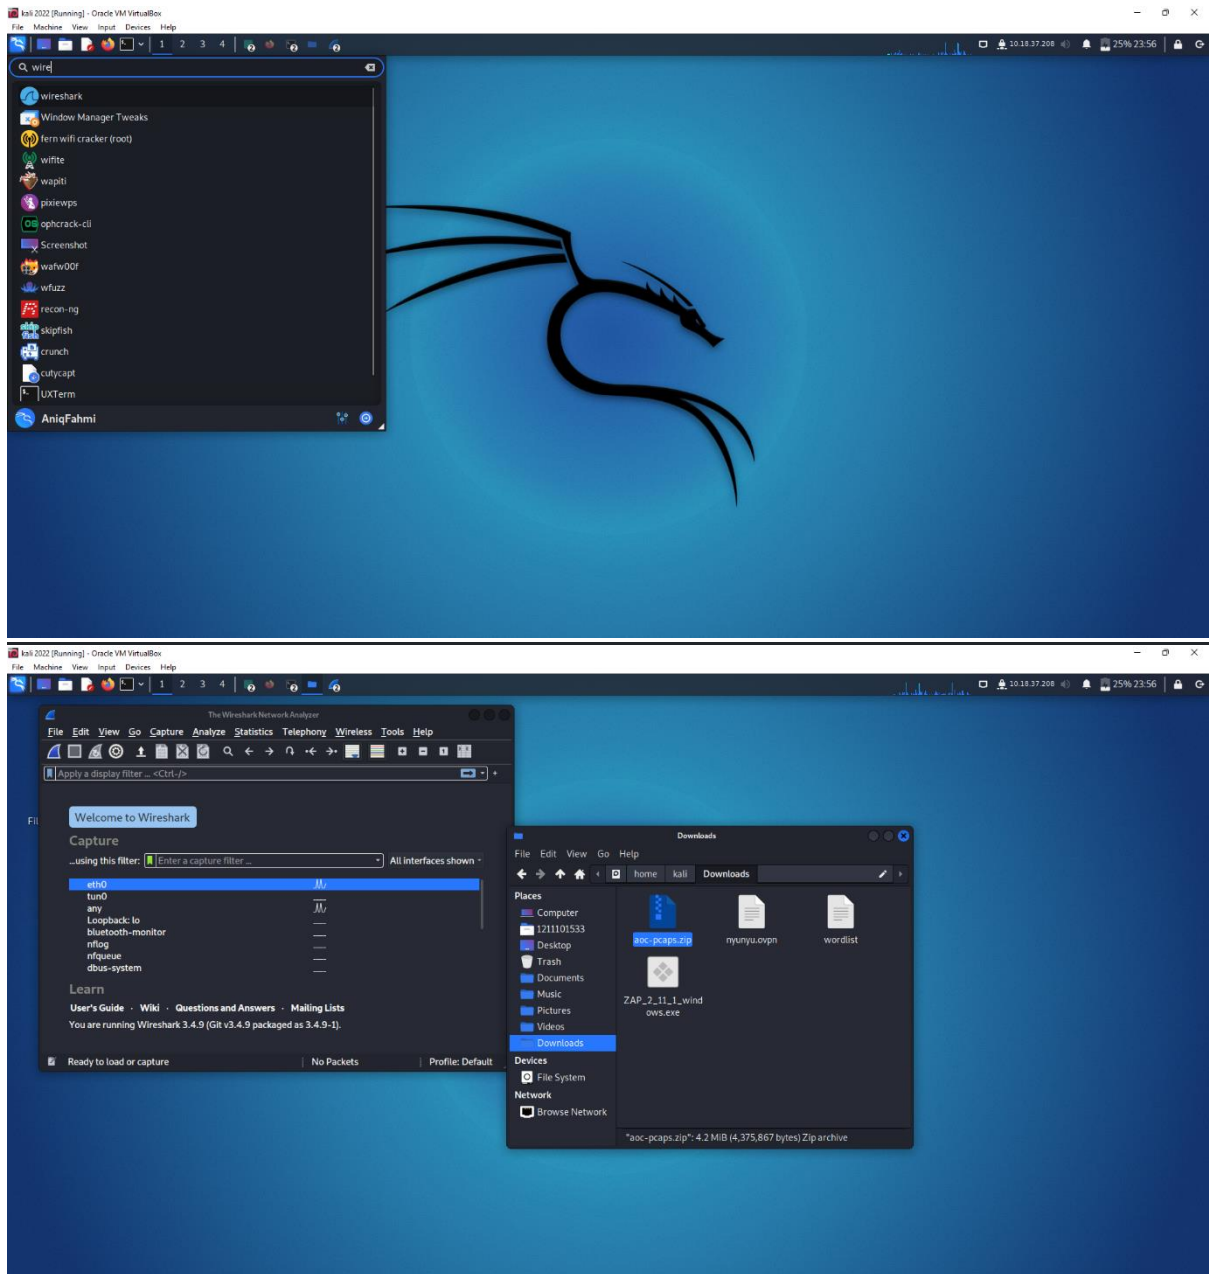 kali 2022 [Running] - Oracle VM VirtualBox
File Machine View Input Devices Help
1 2 3 4 10.18.37.208 25% 23:56
wire
wireshark
Window Manager Tweaks
fern wifi cracker (root)
wifite
wapiti
pixiewps
ophcrack-cli
Screenshot
wafw00f
wfuzz
recon-ng
skipfish
crunch
cutycapt
UXTerm
AniqFahmi
kali 2022 [Running] - Oracle VM VirtualBox
File Machine View Input Devices Help
1 2 3 4 10.18.37.208 25% 23:56
The Wireshark Network Analyzer
File Edit View Go Capture Analyze Statistics Telephony Wireless Tools Help
Apply a display filter ... <Ctrl-/>
Fil
Welcome to Wireshark
Capture
...using this filter: Enter a capture filter ... All interfaces shown
eth0
tun0
any
Loopback: lo
bluetooth-monitor
nflog
nfqueue
dbus-system
Learn
User's Guide · Wiki · Questions and Answers · Mailing Lists
You are running Wireshark 3.4.9 (Git v3.4.9 packaged as 3.4.9-1).
Ready to load or capture No Packets Profile: Default
Downloads
File Edit View Go Help
home kali Downloads
Places
Computer
1211101533
Desktop
Trash
Documents
Music
Pictures
Videos
Downloads
Devices
File System
Network
Browse Network
aoc-pcaps.zip nyunyu.ovpn wordlist
ZAP_2_11_1_wind
ows.exe
"aoc-pcaps.zip": 4.2 MiB (4,375,867 bytes) Zip archive